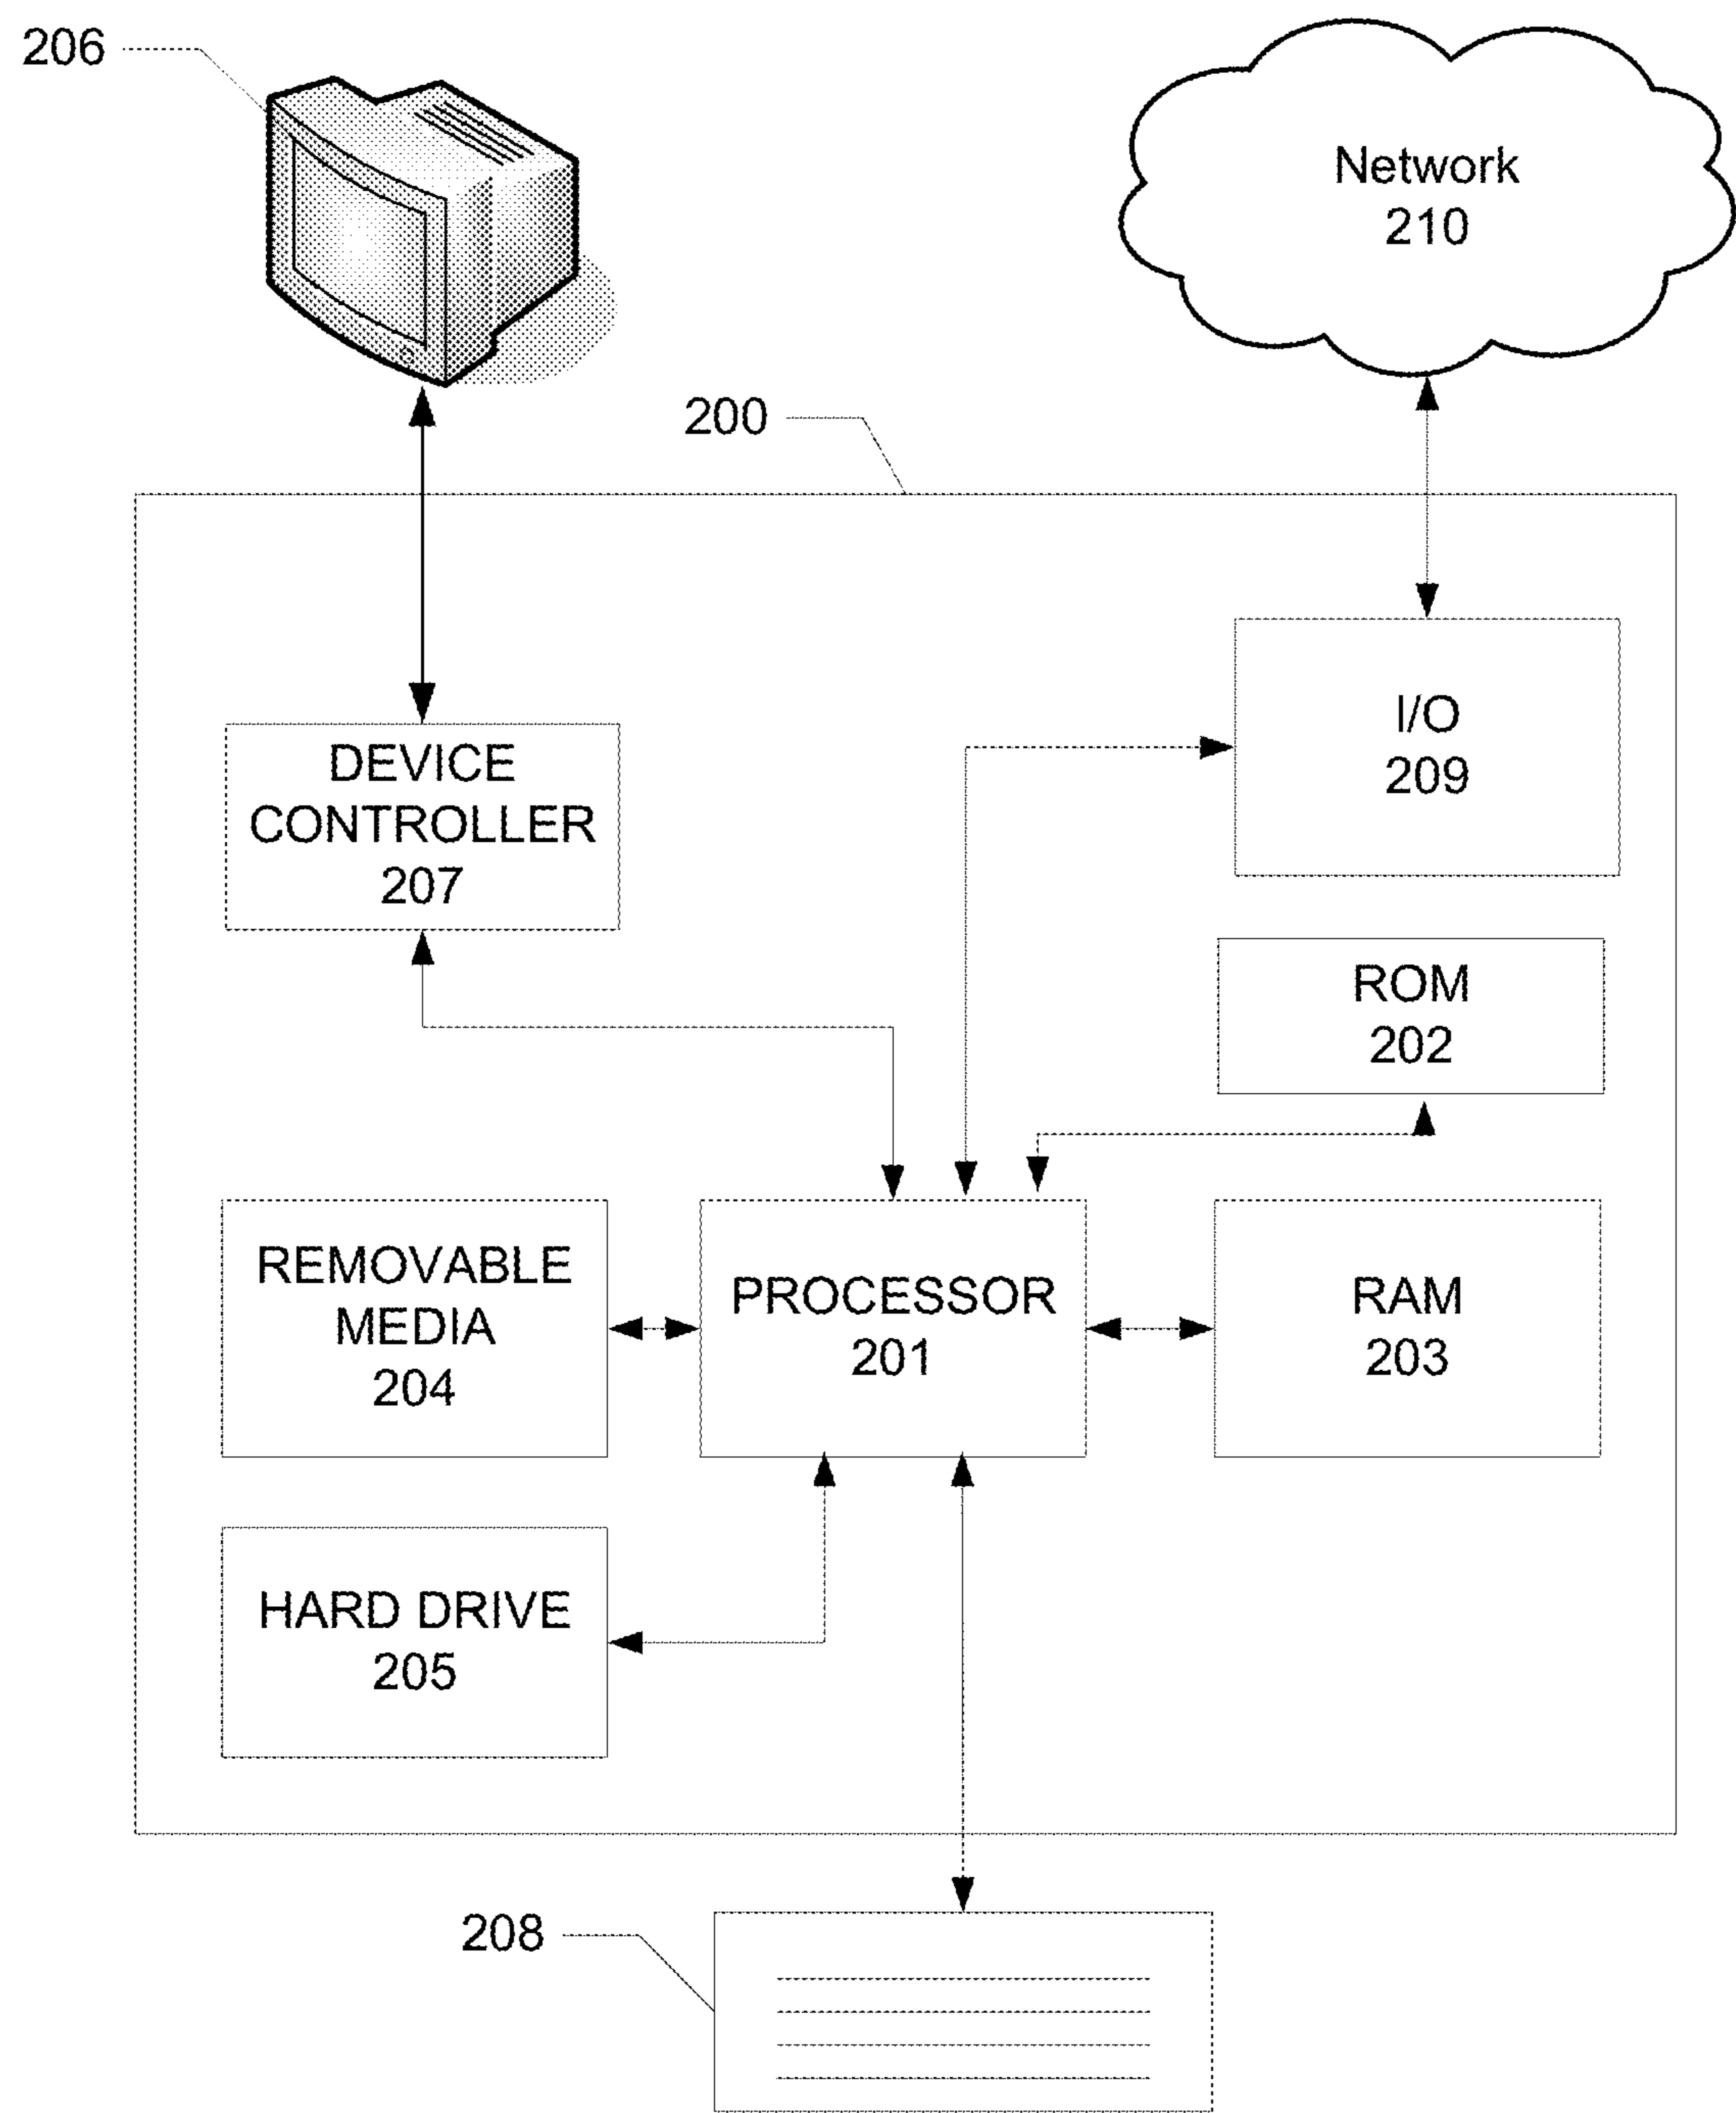 206
Network
210
200
DEVICE
CONTROLLER
207
I/O
209
ROM
202
REMOVABLE
MEDIA
204
PROCESSOR
201
RAM
203
HARD DRIVE
205
208